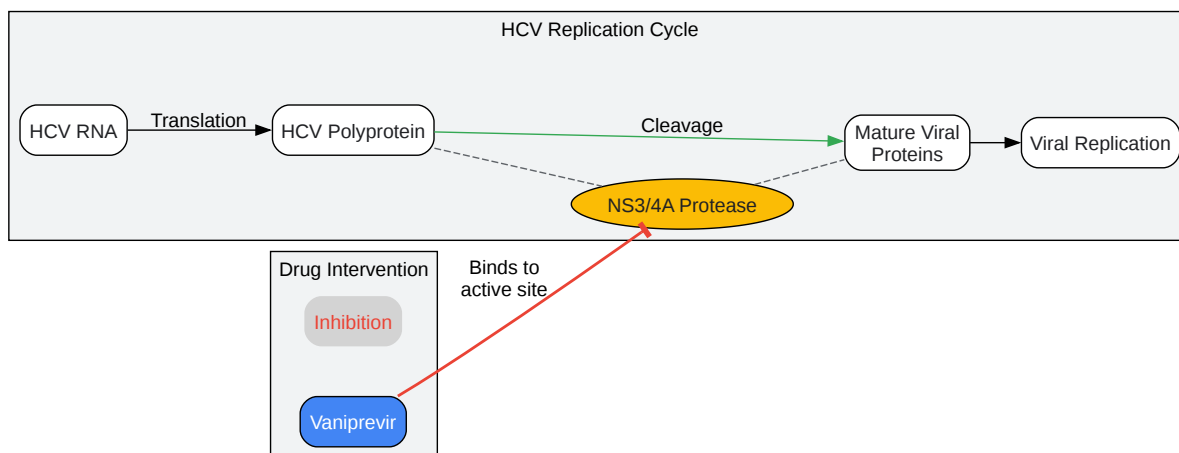 HCV Replication Cycle
HCV RNA
Translation
HCV Polyprotein
Cleavage
Mature Viral
Proteins
Viral Replication
NS3/4A Protease
Drug Intervention
Binds to
active site
Inhibition
Vaniprevir